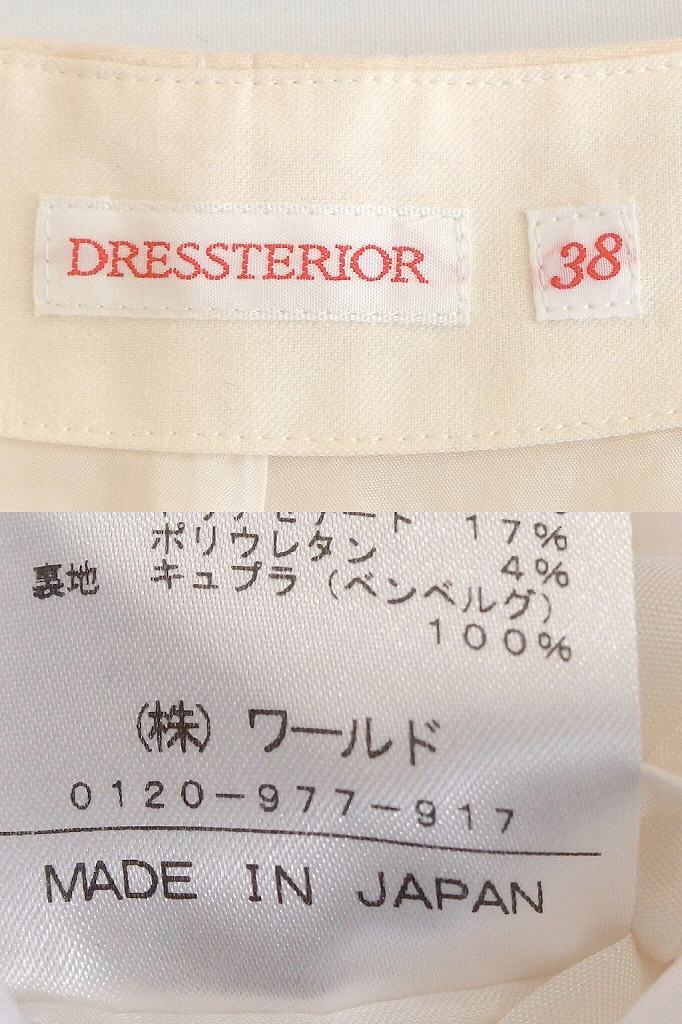 DRESSTERIOR
38
17%
ポリウレタン 4%
裏地 キュプラ (ベンベルグ)
100%
(株) ワールド
0120-977-917
MADE IN JAPAN